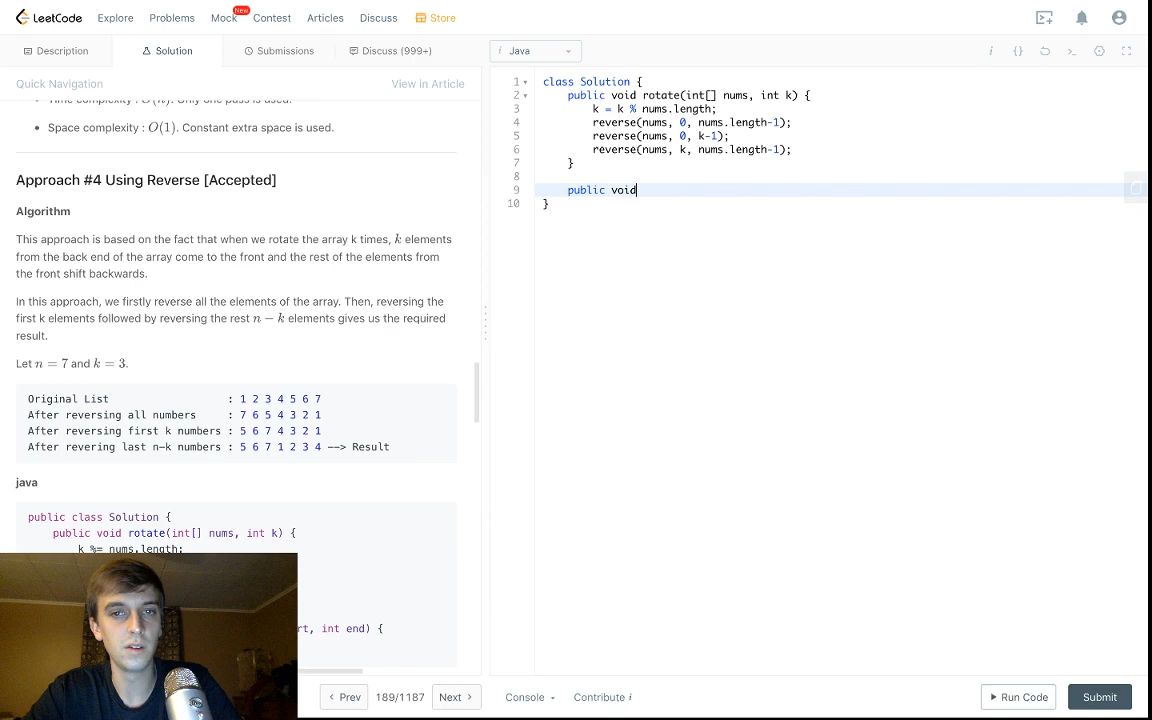 LeetCode Explore Problems Mock New Contest Articles Discuss Store
Description Solution Submissions Discuss (999+)
i Java
i {} >_
Quick Navigation View in Article
Time complexity : O(n). Only one pass is used.
• Space complexity : O(1). Constant extra space is used.
Approach #4 Using Reverse [Accepted]
Algorithm
This approach is based on the fact that when we rotate the array k times, k elements
from the back end of the array come to the front and the rest of the elements from
the front shift backwards.
In this approach, we firstly reverse all the elements of the array. Then, reversing the
first k elements followed by reversing the rest n − k elements gives us the required
result.
Let n = 7 and k = 3.
Original List : 1 2 3 4 5 6 7
After reversing all numbers : 7 6 5 4 3 2 1
After reversing first k numbers : 5 6 7 4 3 2 1
After revering last n-k numbers : 5 6 7 1 2 3 4 --> Result
java
public class Solution {
public void rotate(int[] nums, int k) {
k %= nums.length;
rt, int end) {
1 class Solution {
2 public void rotate(int[] nums, int k) {
3 k = k % nums.length;
4 reverse(nums, 0, nums.length-1);
5 reverse(nums, 0, k-1);
6 reverse(nums, k, nums.length-1);
7 }
8
9 public void
10 }
Prev 189/1187 Next
Console Contribute i
Run Code Submit